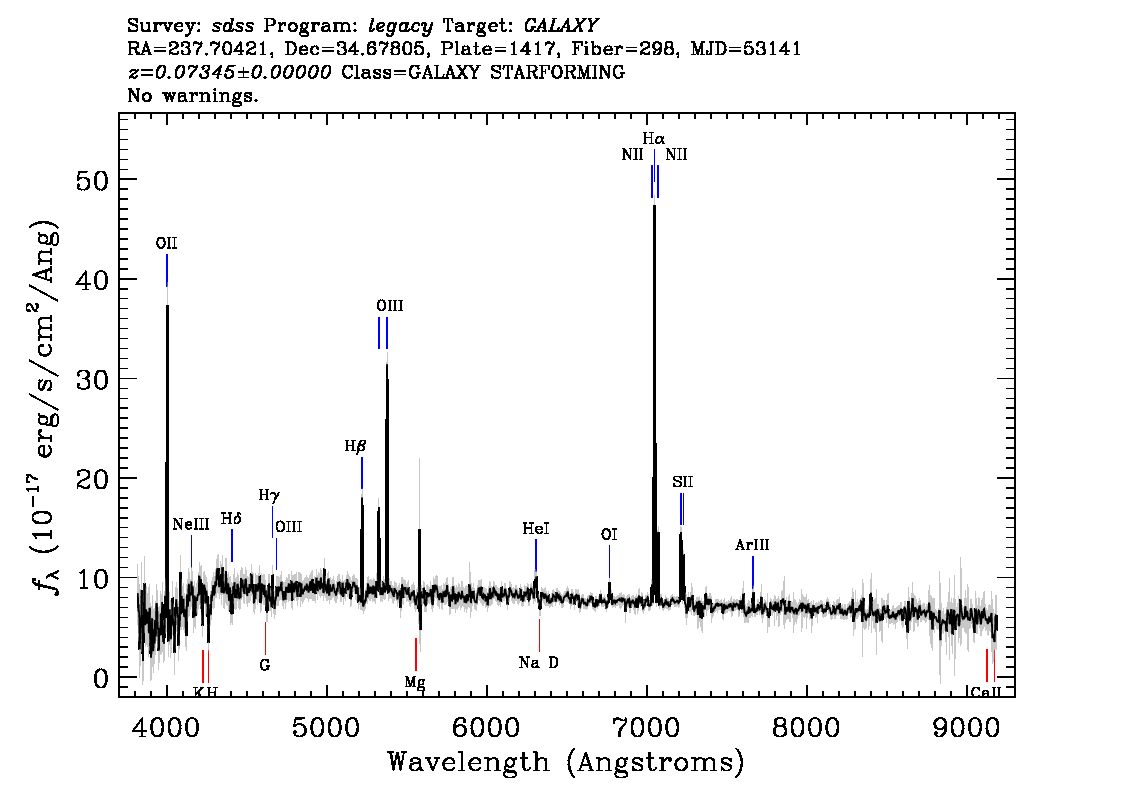 Survey: sdss Program: legacy Target: GALAXY
RA=237.70421, Dec=34.67805, Plate=1417, Fiber=298, MJD=53141
z=0.07345±0.00000 Class=GALAXY STARFORMING
No warnings.
Hα
NII NII
OII
OIII
Hβ
SII
Hγ
NeIII Hδ OIII
HeI OI
ArIII
G Na D
Mg
K H CaII
50
40
30
20
10
0
fλ (10⁻¹⁷ erg/s/cm²/Ang)
4000 5000 6000 7000 8000 9000
Wavelength (Angstroms)